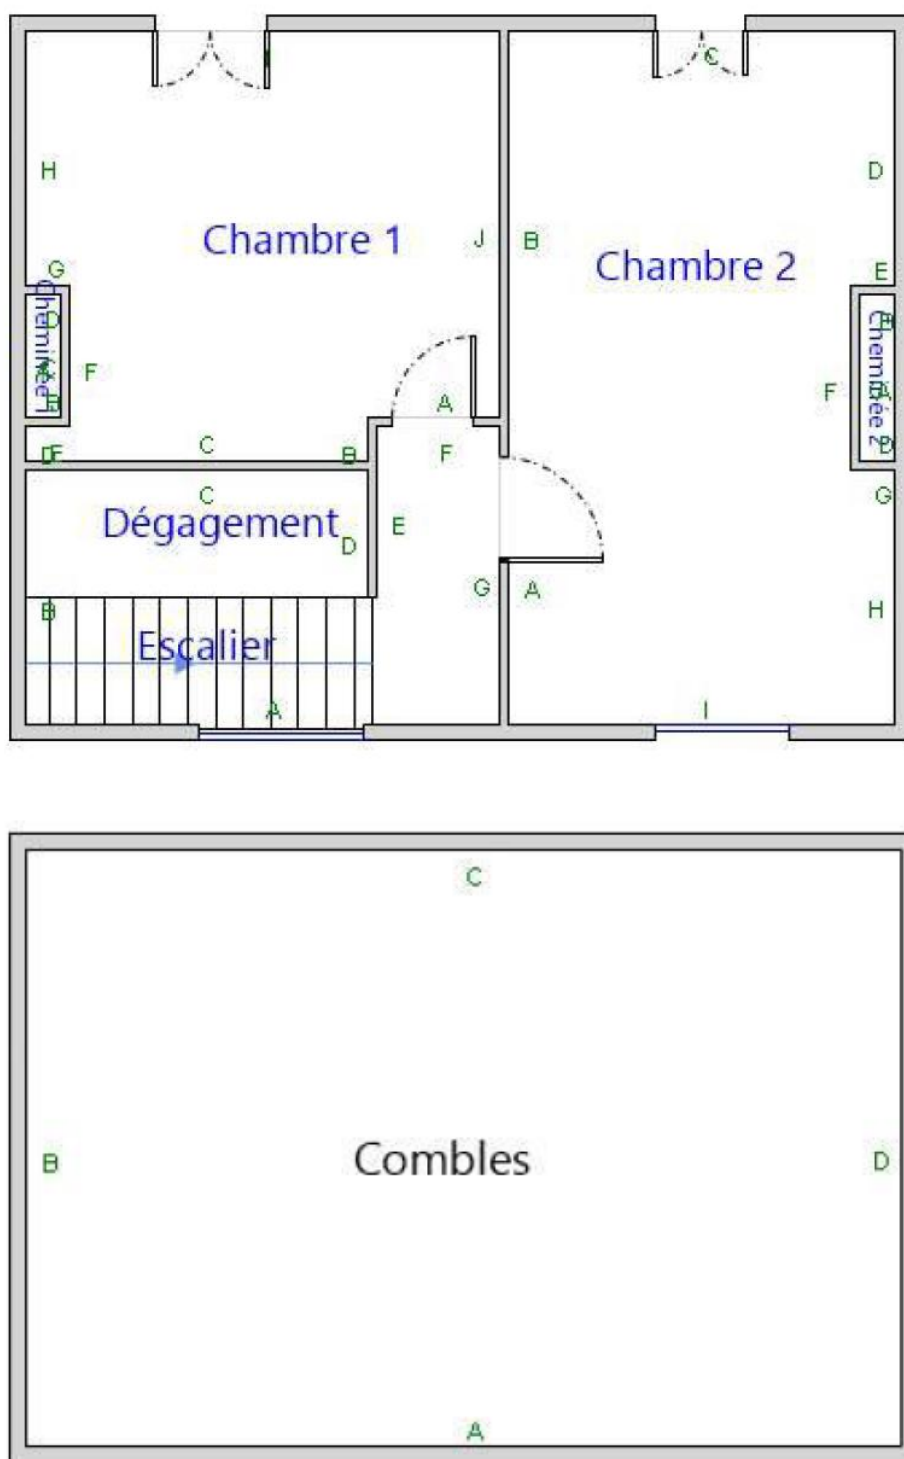 C
H
D
Chambre 1
J
B
Chambre 2
G
E
Cheminée 1
D
Cheminée 2
F
F
A
A
B
F
D
C
B
F
D
G
C
Dégagement
E
D
G
A
B
H
Escalier
A
I
C
B
Combles
D
A